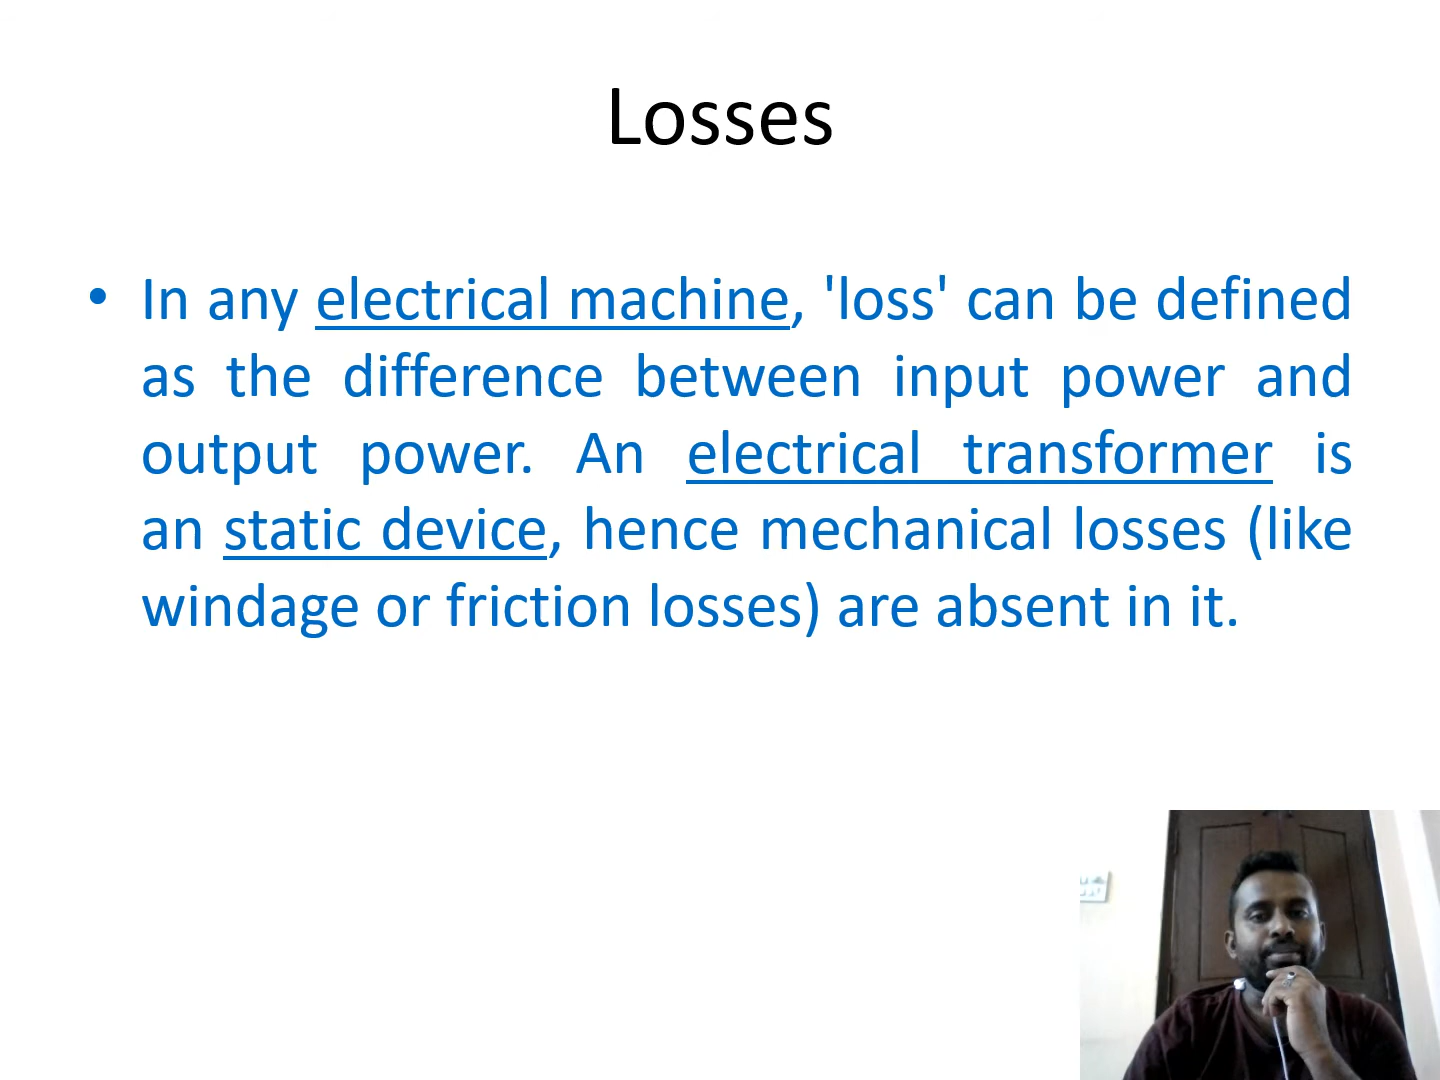 Losses
• In any electrical machine, 'loss' can be defined
as the difference between input power and
output power. An electrical transformer is
an static device, hence mechanical losses (like
windage or friction losses) are absent in it.